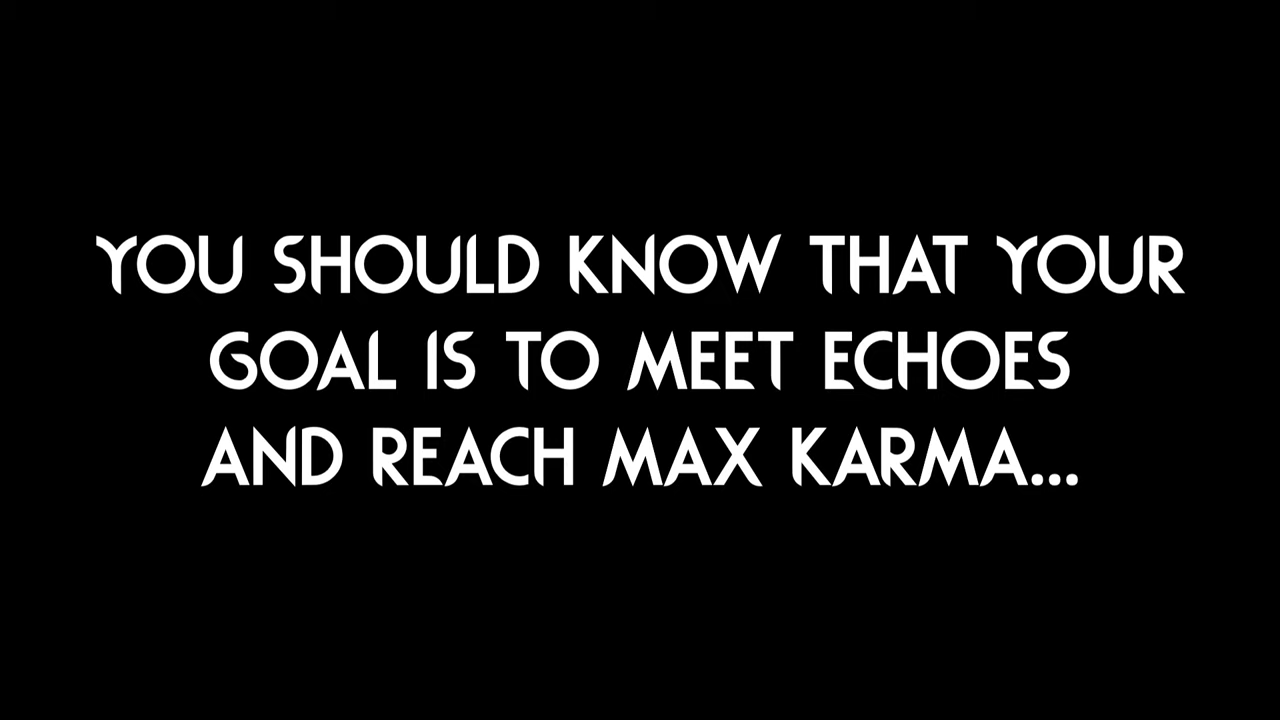 YOU SHOULD KNOW THAT YOUR
GOAL IS TO MEET ECHOES
AND REACH MAX KARMA...